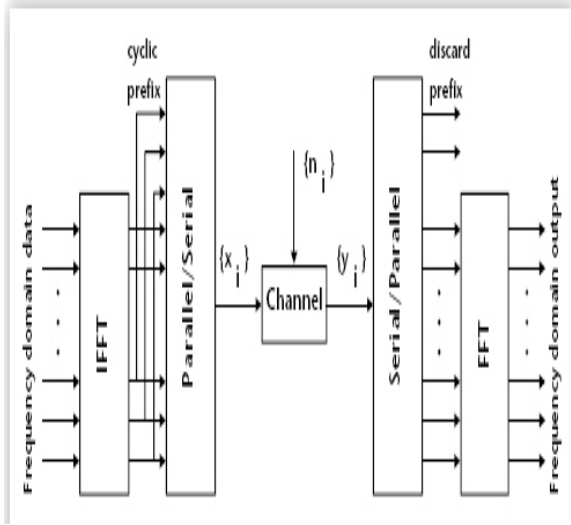 cyclic
prefix
discard
prefix
Frequency domain data
IFFT
Parallel/Serial
{x_i}
{n_i}
Channel
{y_i}
Serial/Parallel
FFT
Frequency domain output